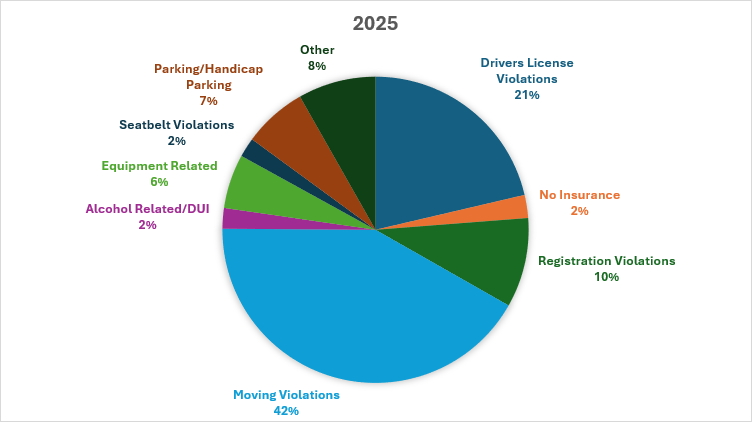 2025
Other
8%
Drivers License
Violations
21%
Parking/Handicap
Parking
7%
Seatbelt Violations
2%
Equipment Related
6%
No Insurance
2%
Alcohol Related/DUI
2%
Registration Violations
10%
Moving Violations
42%